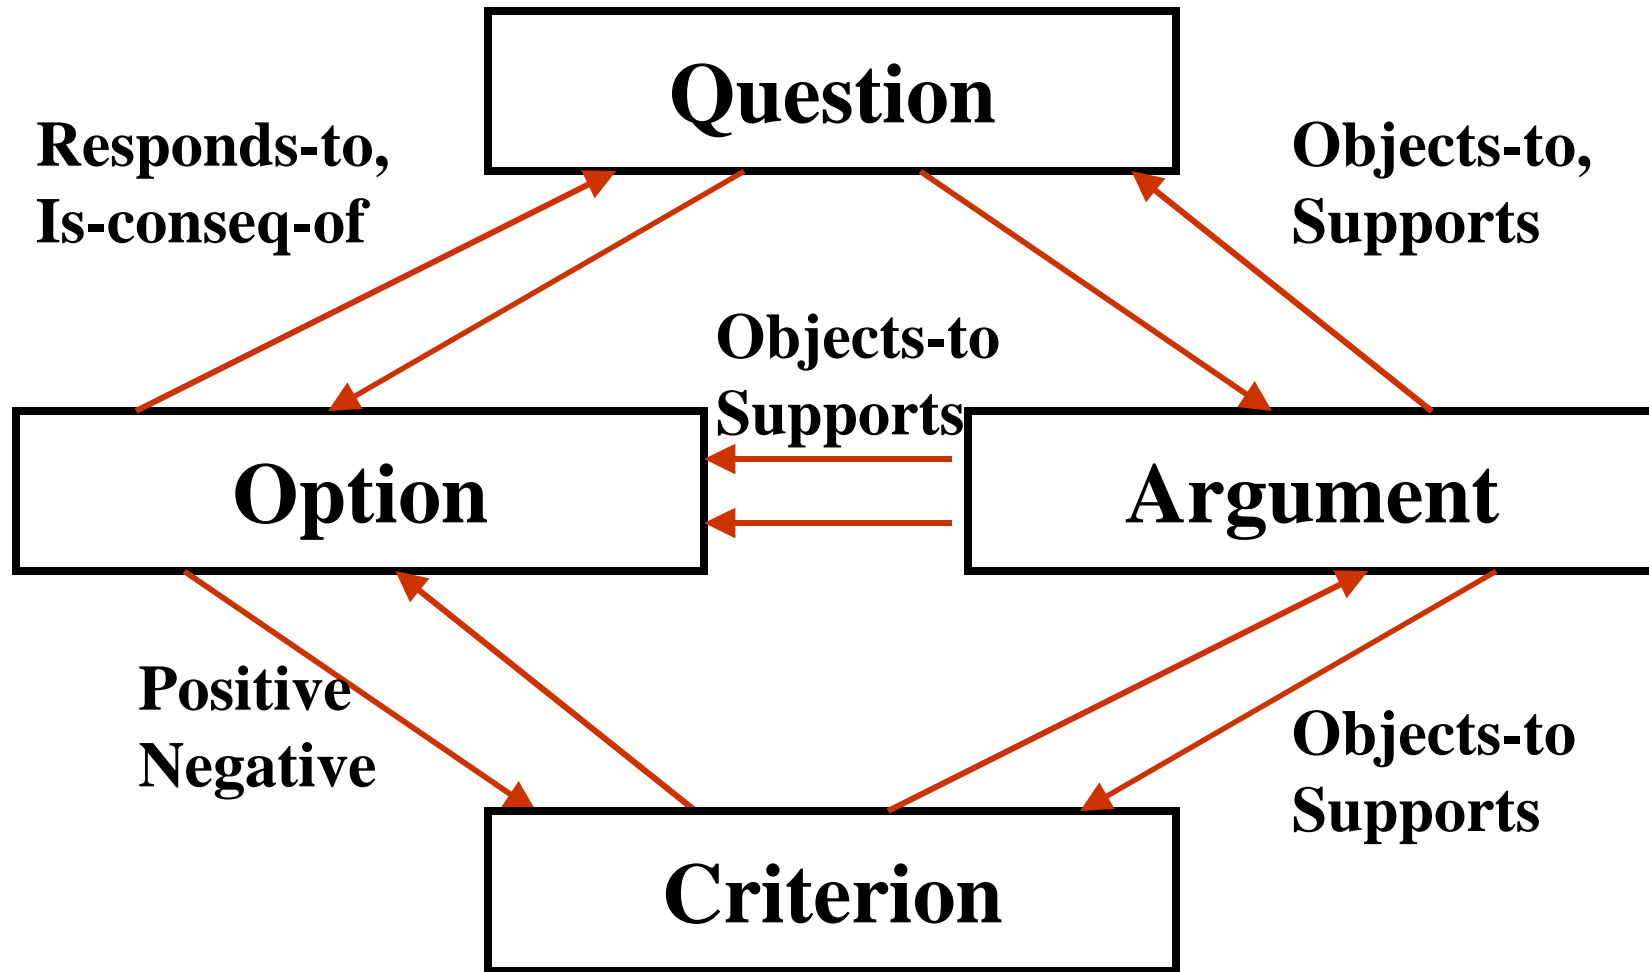 Question
Responds-to,
Is-conseq-of
Objects-to,
Supports
Objects-to
Supports
Option
Argument
Positive
Negative
Objects-to
Supports
Criterion